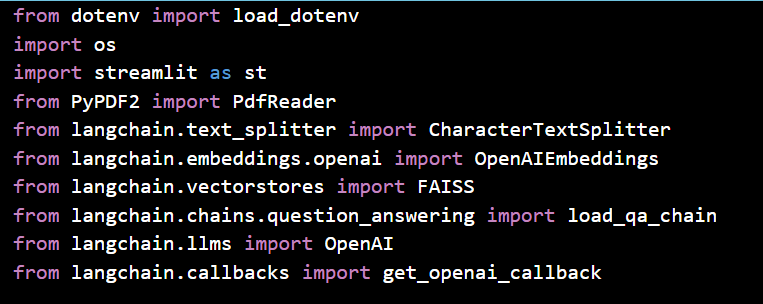 from dotenv import load_dotenv
import os
import streamlit as st
from PyPDF2 import PdfReader
from langchain.text_splitter import CharacterTextSplitter
from langchain.embeddings.openai import OpenAIEmbeddings
from langchain.vectorstores import FAISS
from langchain.chains.question_answering import load_qa_chain
from langchain.llms import OpenAI
from langchain.callbacks import get_openai_callback